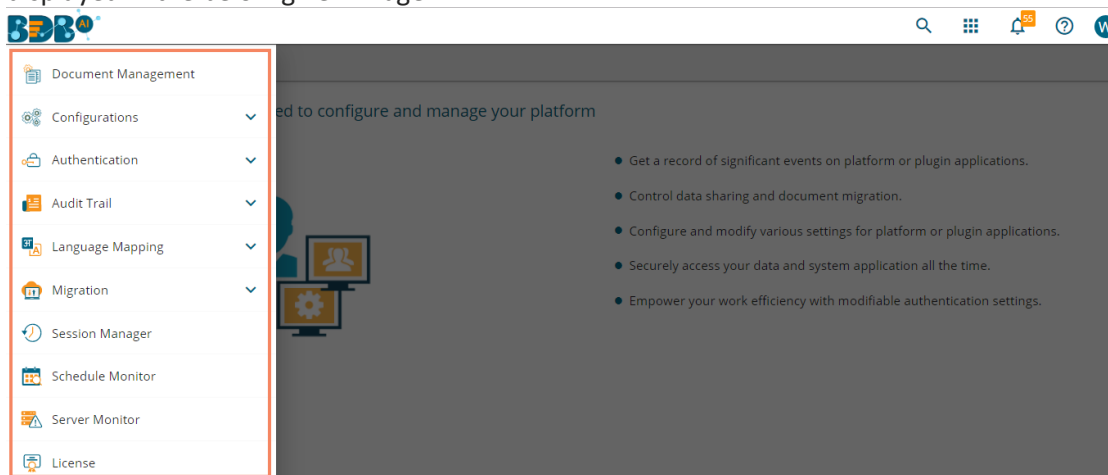 BDB AI
55
W
Document Management
Configurations
Authentication
Audit Trail
Language Mapping
Migration
Session Manager
Schedule Monitor
Server Monitor
License
ed to configure and manage your platform
Get a record of significant events on platform or plugin applications.
Control data sharing and document migration.
Configure and modify various settings for platform or plugin applications.
Securely access your data and system application all the time.
Empower your work efficiency with modifiable authentication settings.